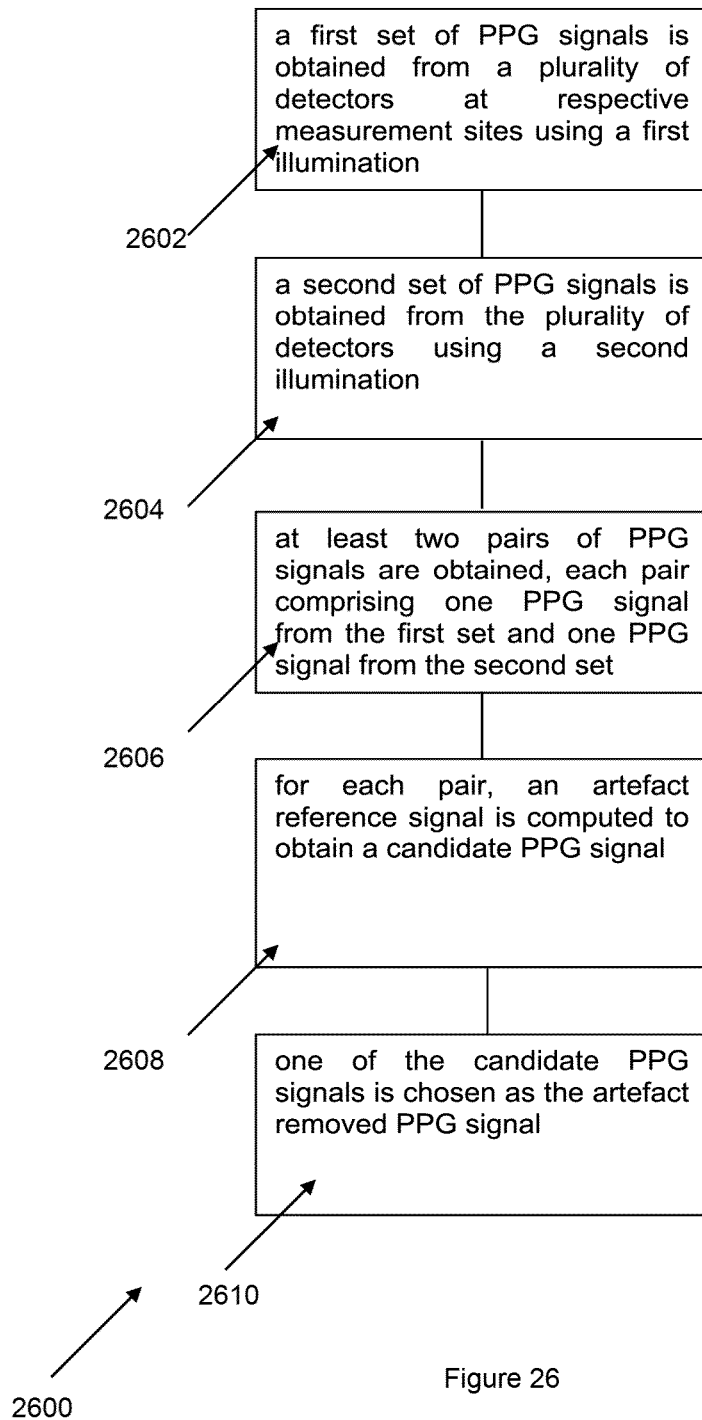 a first set of PPG signals is
obtained from a plurality of
detectors at respective
measurement sites using a first
illumination
2602
a second set of PPG signals is
obtained from the plurality of
detectors using a second
illumination
2604
at least two pairs of PPG
signals are obtained, each pair
comprising one PPG signal
from the first set and one PPG
signal from the second set
2606
for each pair, an artefact
reference signal is computed to
obtain a candidate PPG signal
2608
one of the candidate PPG
signals is chosen as the artefact
removed PPG signal
2610
Figure 26
2600